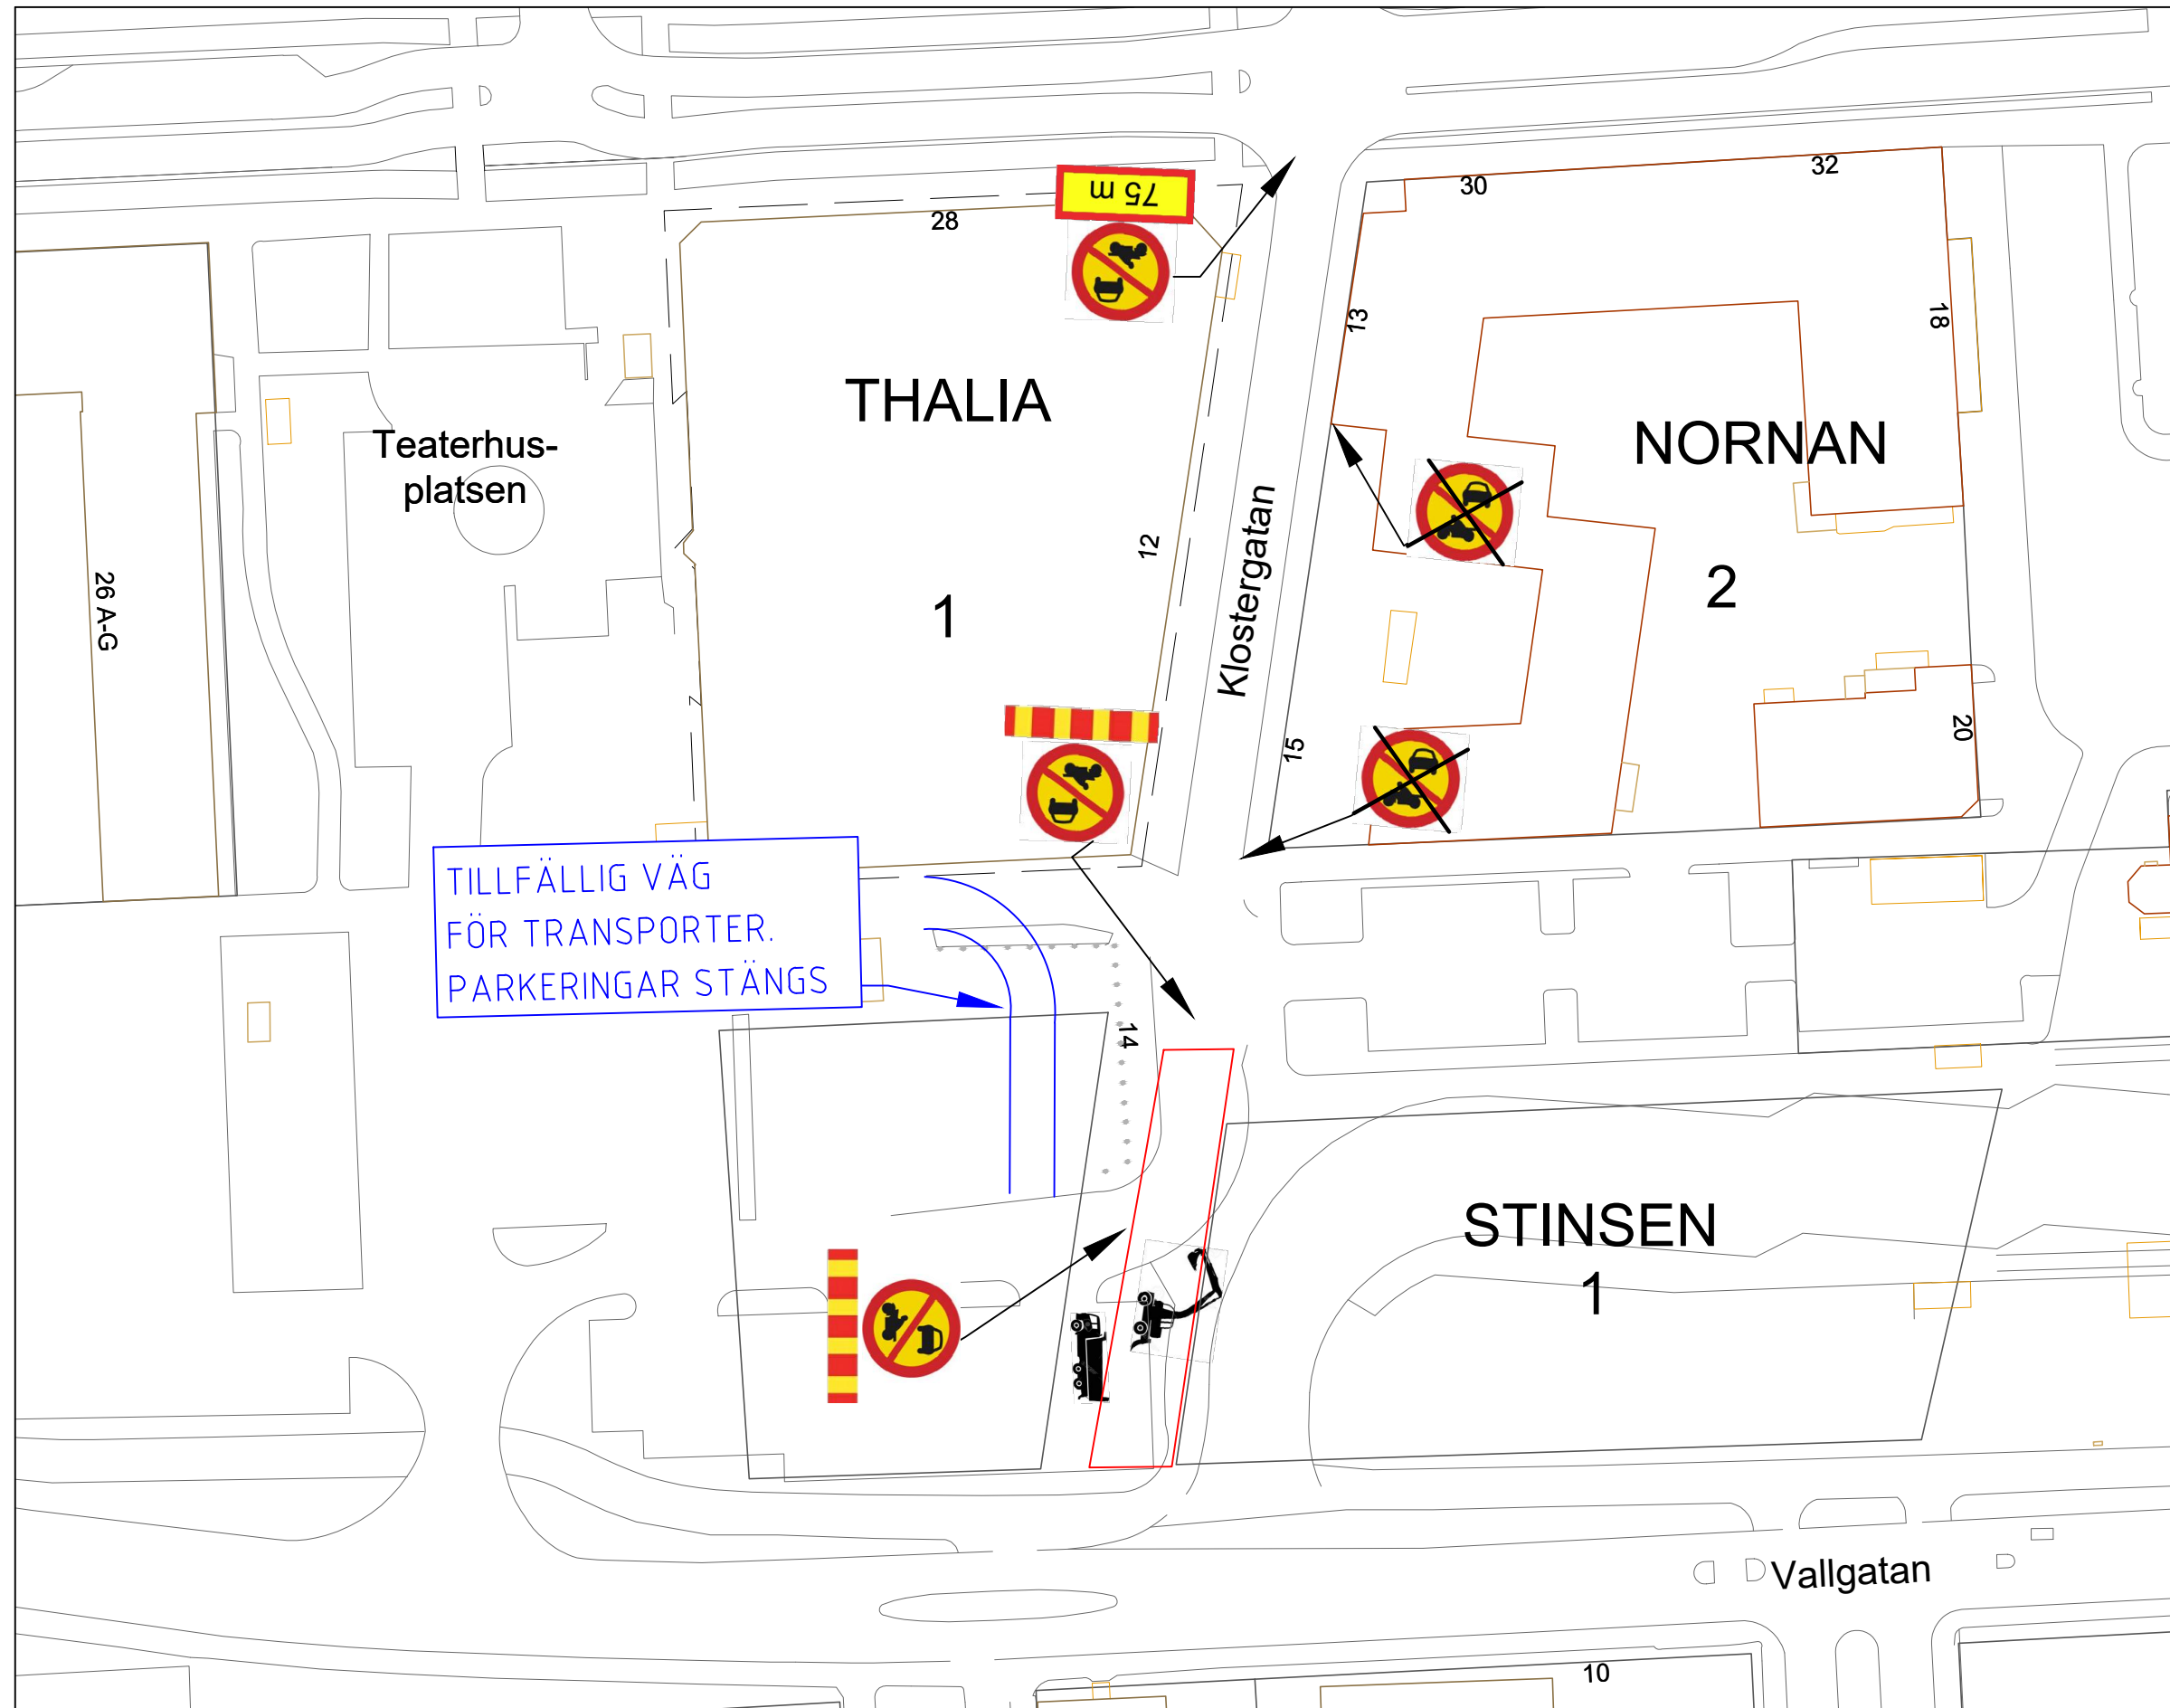 75 m
28
30
32
13
18
THALIA
NORNAN
Teaterhus-
platsen
12
Klostergatan
26 A-G
1
2
15
20
TILLFÄLLIG VÄG
FÖR TRANSPORTER.
PARKERINGAR STÄNGS
14
STINSEN
1
Vallgatan
10